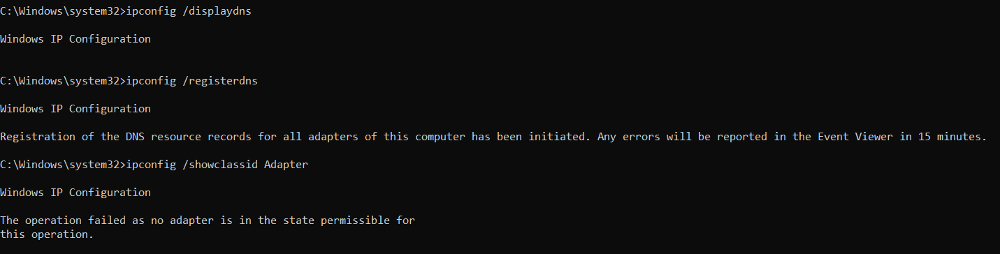 C:\Windows\system32>ipconfig /displaydns
Windows IP Configuration
C:\Windows\system32>ipconfig /registerdns
Windows IP Configuration
Registration of the DNS resource records for all adapters of this computer has been initiated. Any errors will be reported in the Event Viewer in 15 minutes.
C:\Windows\system32>ipconfig /showclassid Adapter
Windows IP Configuration
The operation failed as no adapter is in the state permissible for
this operation.